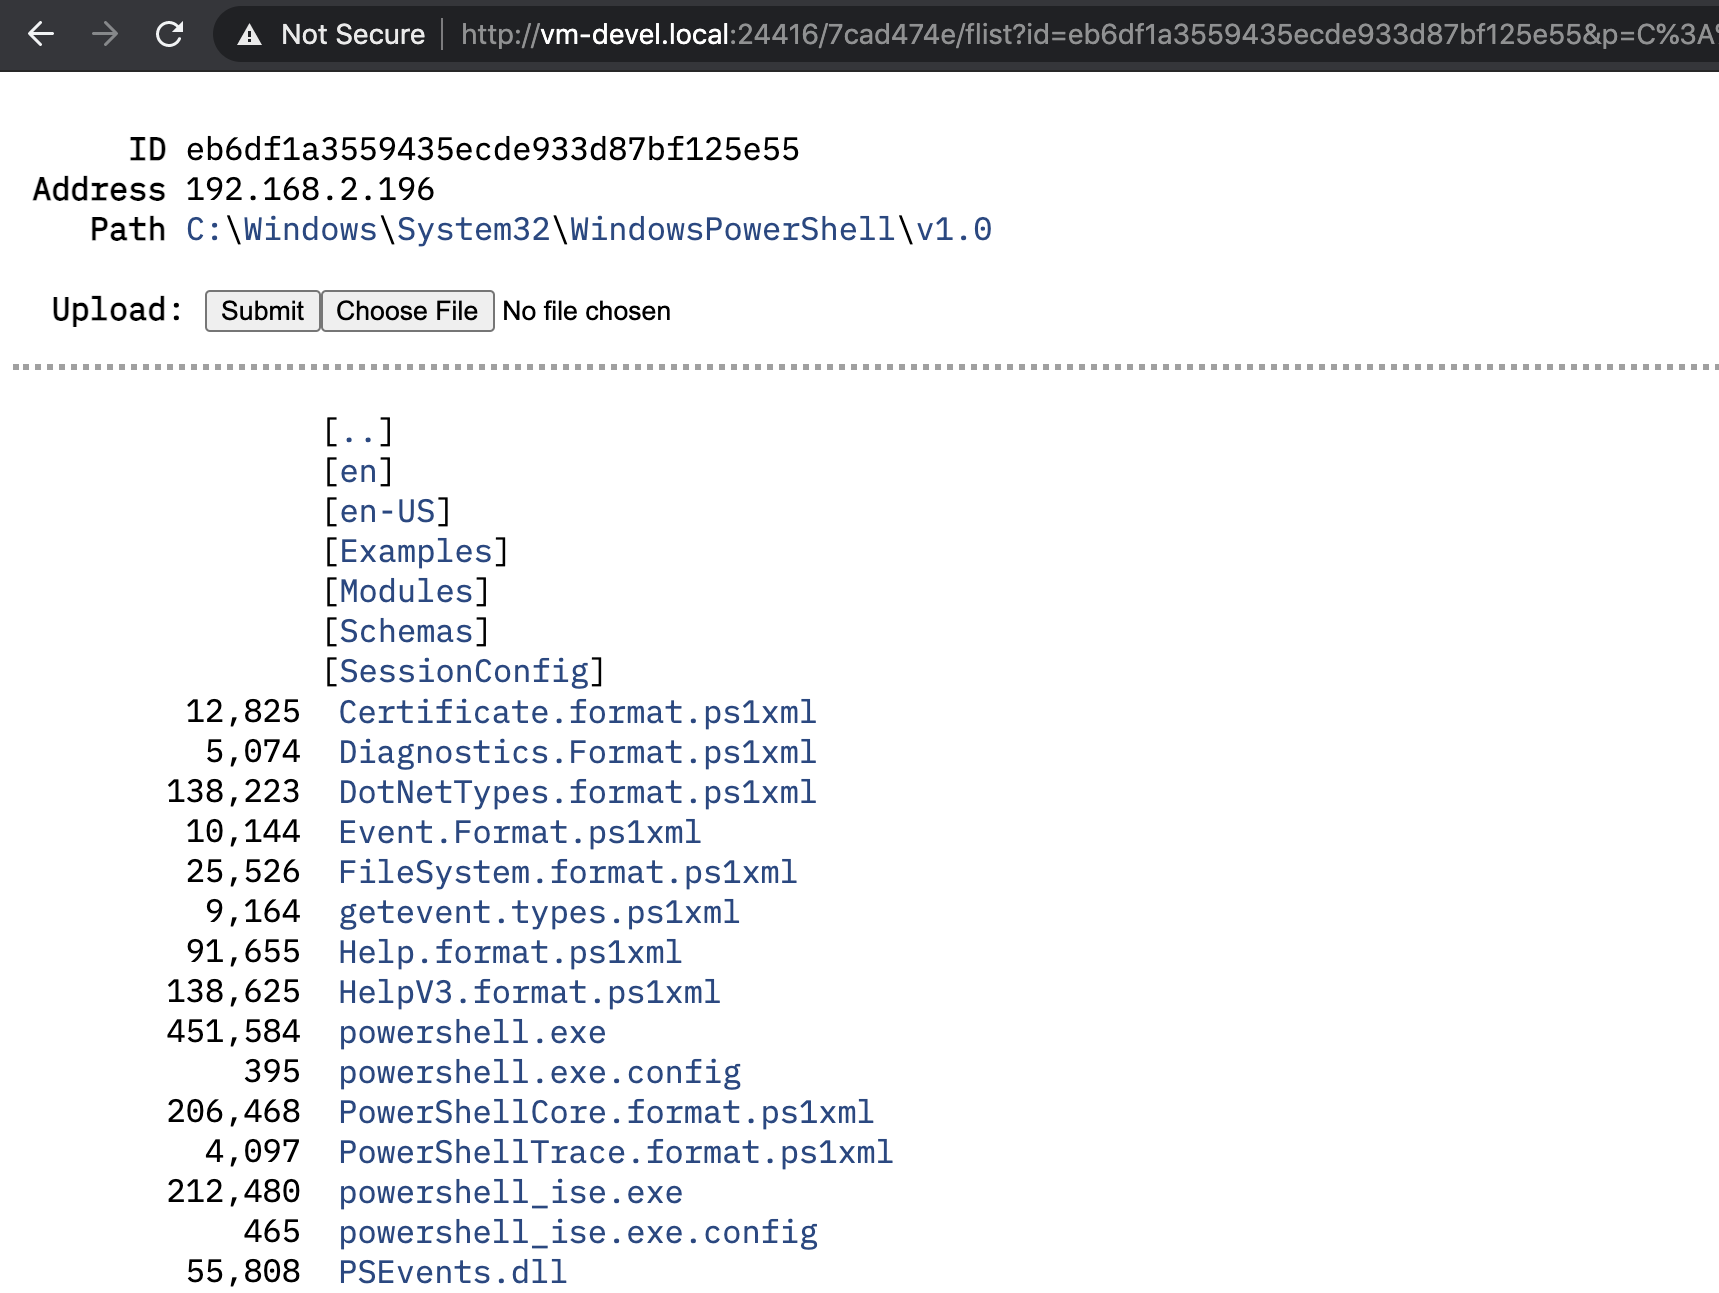 Not Secure http://vm-devel.local:24416/7cad474e/flist?id=eb6df1a3559435ecde933d87bf125e55&p=C%3A
ID eb6df1a3559435ecde933d87bf125e55
Address 192.168.2.196
Path C:\Windows\System32\WindowsPowerShell\v1.0
Upload: Submit Choose File No file chosen
[..]
[en]
[en-US]
[Examples]
[Modules]
[Schemas]
[SessionConfig]
12,825 Certificate.format.ps1xml
5,074 Diagnostics.Format.ps1xml
138,223 DotNetTypes.format.ps1xml
10,144 Event.Format.ps1xml
25,526 FileSystem.format.ps1xml
9,164 getevent.types.ps1xml
91,655 Help.format.ps1xml
138,625 HelpV3.format.ps1xml
451,584 powershell.exe
395 powershell.exe.config
206,468 PowerShellCore.format.ps1xml
4,097 PowerShellTrace.format.ps1xml
212,480 powershell_ise.exe
465 powershell_ise.exe.config
55,808 PSEvents.dll